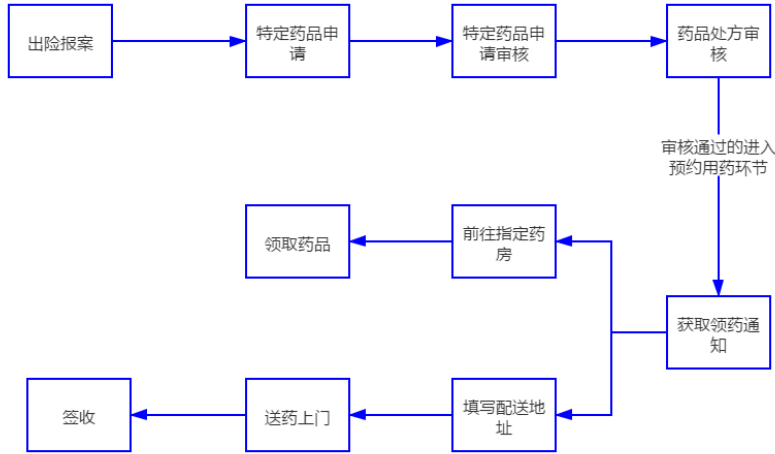 出险报案
特定药品申
请
特定药品申
请审核
药品处方审
核
审核通过的进入
预约用药环节
领取药品
前往指定药
房
获取领药通
知
签收
送药上门
填写配送地
址